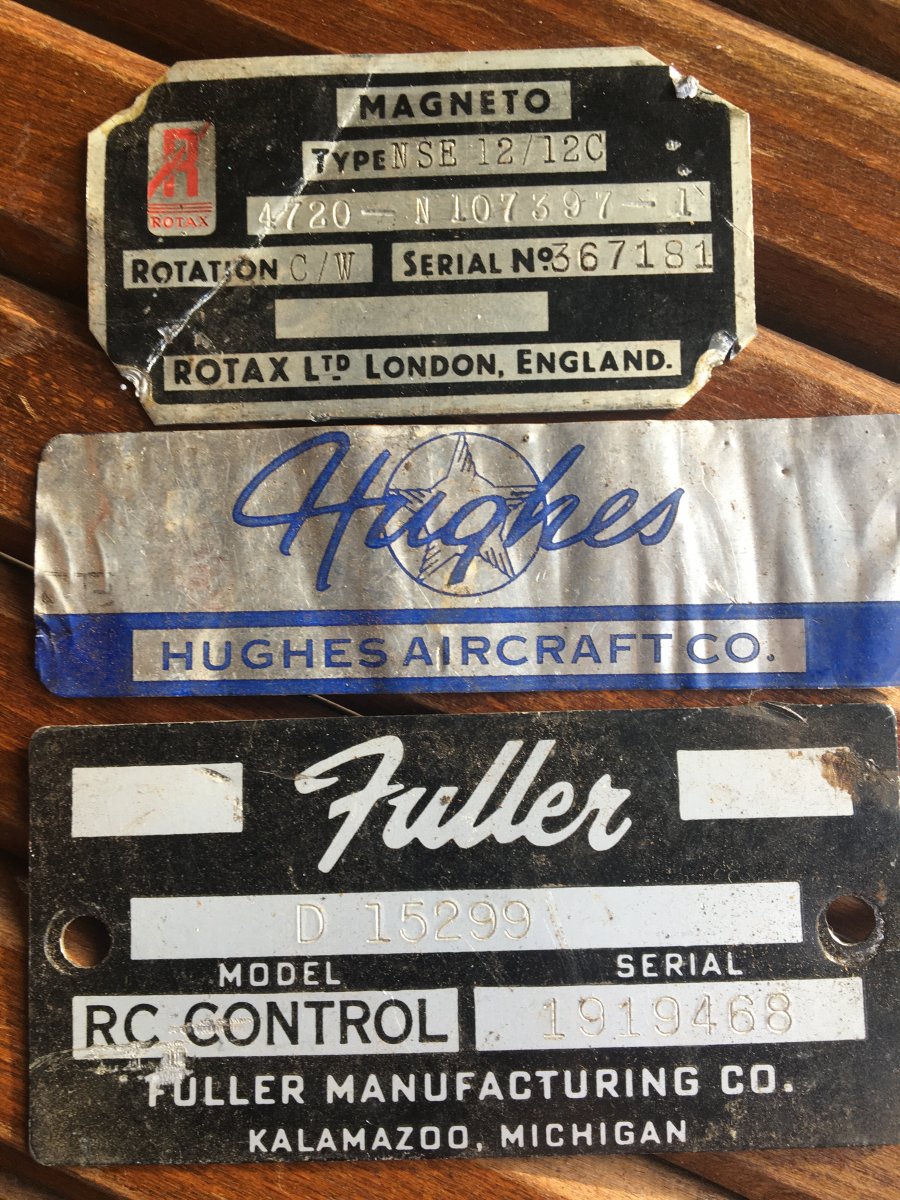 MAGNETO
TYPE NSE 12/12C
ROTAX
4720 - N 107397 - 1
ROTATION C/W SERIAL Nº 367181
ROTAX LTD LONDON, ENGLAND.
Hughes
HUGHES AIRCRAFT CO.
Fuller
D 15299
MODEL SERIAL
RC CONTROL 1919468
FULLER MANUFACTURING CO.
KALAMAZOO, MICHIGAN